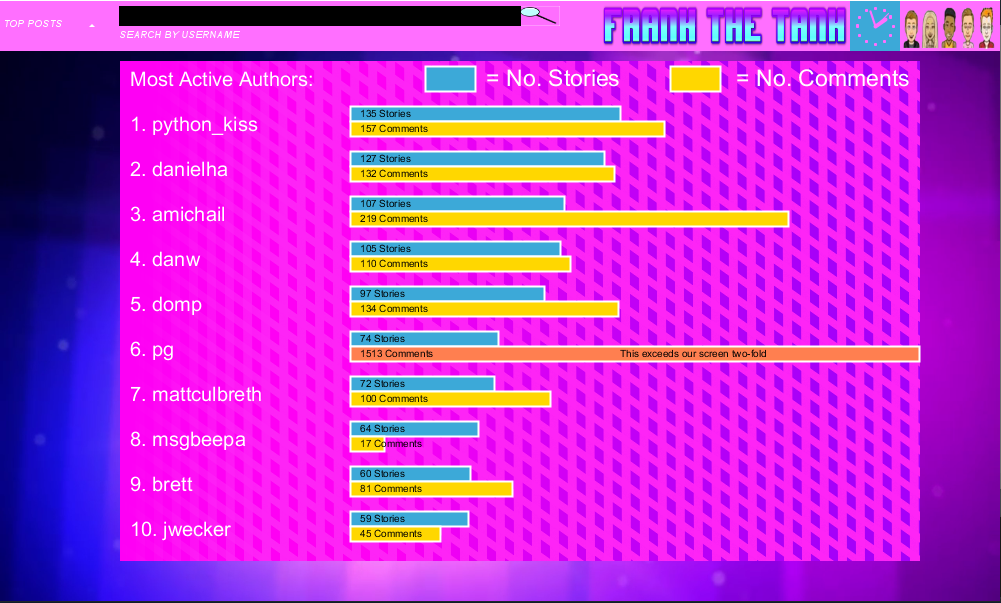 TOP POSTS
SEARCH BY USERNAME
FRANK THE TANK
Most Active Authors:
= No. Stories
= No. Comments
1. python_kiss
135 Stories
157 Comments
2. danielha
127 Stories
132 Comments
3. amichail
107 Stories
219 Comments
4. danw
105 Stories
110 Comments
5. domp
97 Stories
134 Comments
6. pg
74 Stories
1513 Comments
This exceeds our screen two-fold
7. mattculbreth
72 Stories
100 Comments
8. msgbeepa
64 Stories
17 Comments
9. brett
60 Stories
81 Comments
10. jwecker
59 Stories
45 Comments